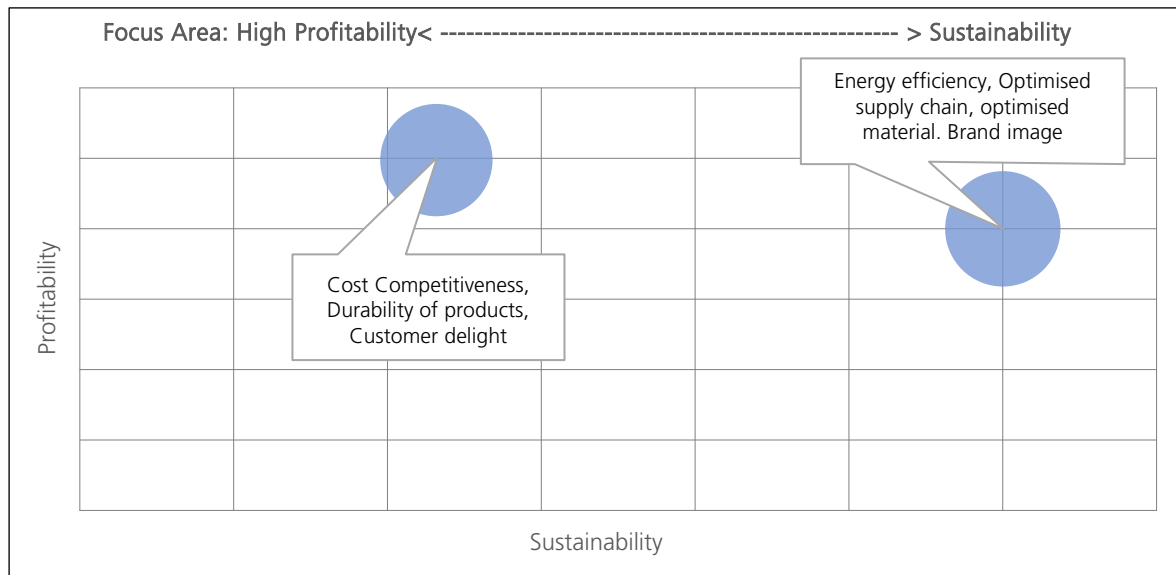 Focus Area: High Profitability< ----------------------------------------------------- > Sustainability
Energy efficiency, Optimised
supply chain, optimised
material. Brand image
Cost Competitiveness,
Durability of products,
Customer delight
Profitability
Sustainability